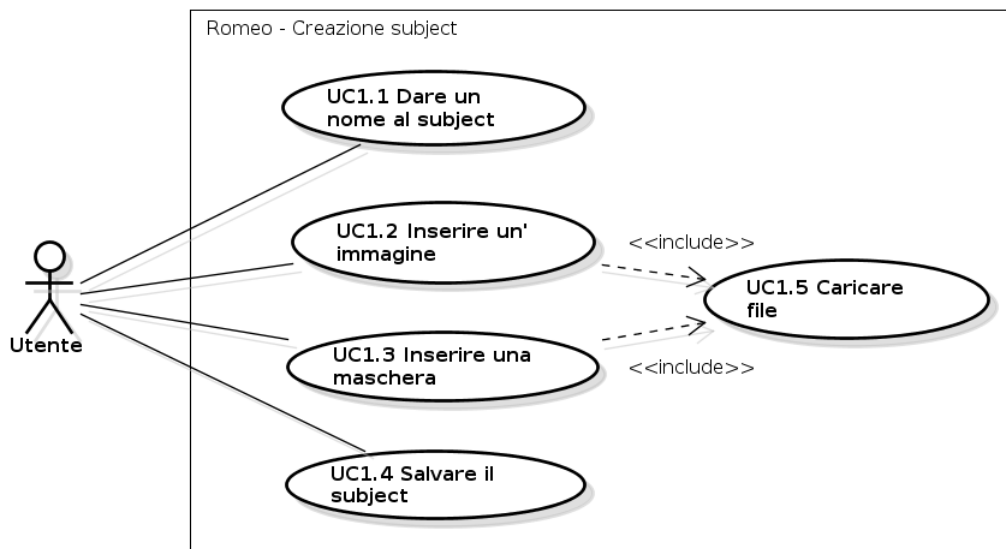 Romeo - Creazione subject
UC1.1 Dare un
nome al subject
UC1.2 Inserire un'
immagine
<<include>>
UC1.5 Caricare
file
Utente
UC1.3 Inserire una
maschera
<<include>>
UC1.4 Salvare il
subject